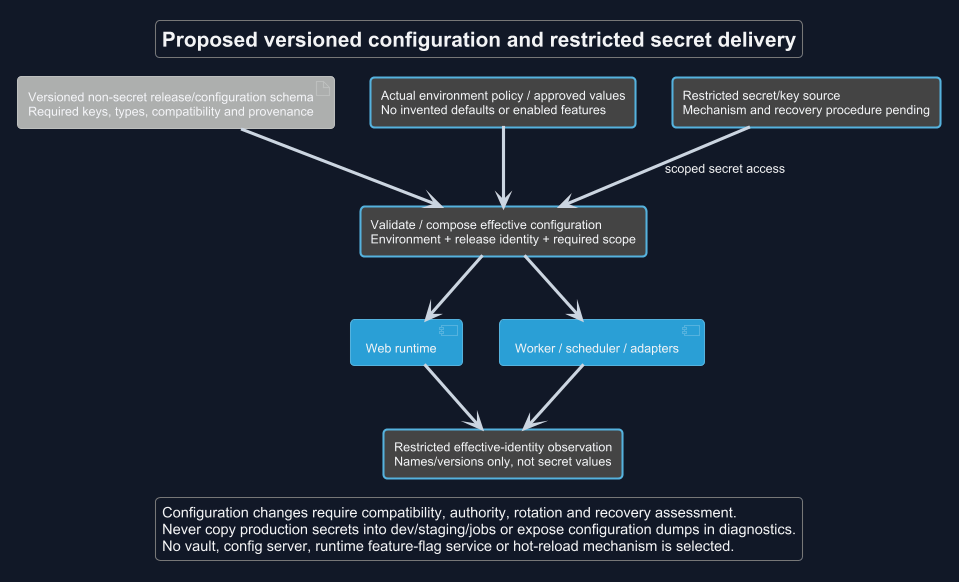 Proposed versioned configuration and restricted secret delivery
Versioned non-secret release/configuration schema
Required keys, types, compatibility and provenance
Actual environment policy / approved values
No invented defaults or enabled features
Restricted secret/key source
Mechanism and recovery procedure pending
scoped secret access
Validate / compose effective configuration
Environment + release identity + required scope
Web runtime
Worker / scheduler / adapters
Restricted effective-identity observation
Names/versions only, not secret values
Configuration changes require compatibility, authority, rotation and recovery assessment.
Never copy production secrets into dev/staging/jobs or expose configuration dumps in diagnostics.
No vault, config server, runtime feature-flag service or hot-reload mechanism is selected.